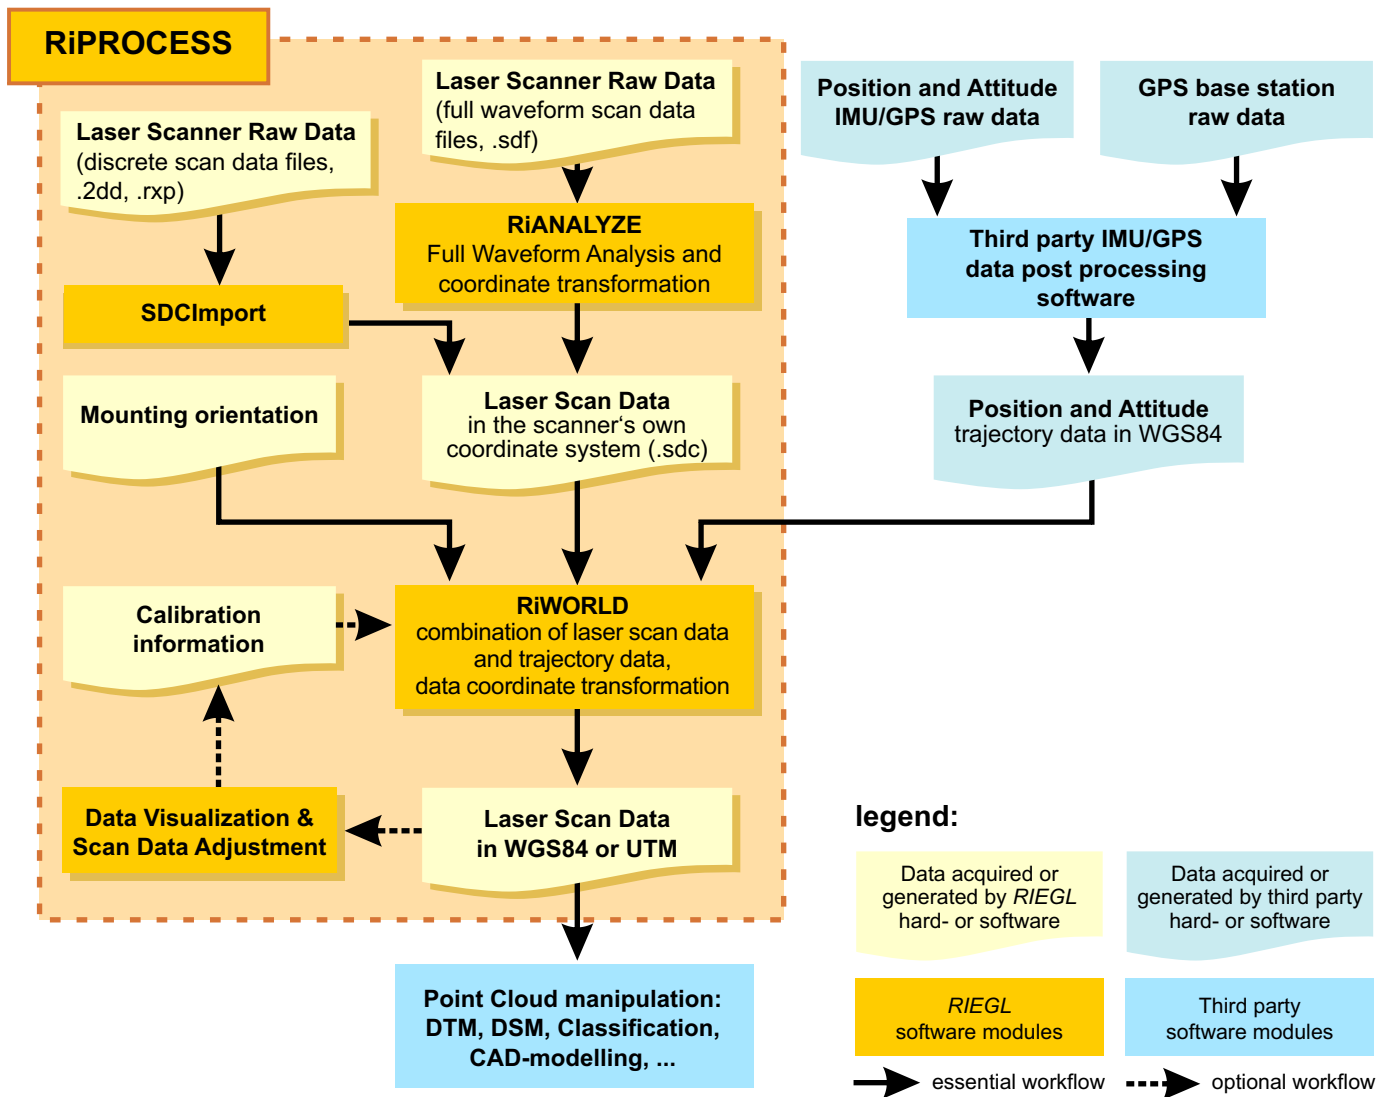 RiPROCESS
Laser Scanner Raw Data
(full waveform scan data
files, .sdf)
Laser Scanner Raw Data
(discrete scan data files,
.2dd, .rxp)
Position and Attitude
IMU/GPS raw data
GPS base station
raw data
RiANALYZE
Full Waveform Analysis and
coordinate transformation
Third party IMU/GPS
data post processing
software
SDCImport
Mounting orientation
Laser Scan Data
in the scanner‘s own
coordinate system (.sdc)
Position and Attitude
trajectory data in WGS84
Calibration
information
RiWORLD
combination of laser scan data
and trajectory data,
data coordinate transformation
Data Visualization &
Scan Data Adjustment
Laser Scan Data
in WGS84 or UTM
Point Cloud manipulation:
DTM, DSM, Classification,
CAD-modelling, ...
legend:
Data acquired or
generated by RIEGL
hard- or software
Data acquired or
generated by third party
hard- or software
RIEGL
software modules
Third party
software modules
essential workflow
optional workflow